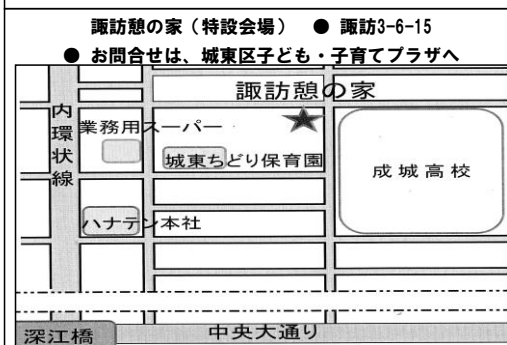 諏訪憩の家（特設会場） ● 諏訪3-6-15
● お問合せは、城東区子ども・子育てプラザへ
諏訪憩の家
内環状線
業務用スーパー
城東ちどり保育園
成城高校
ハナテン本社
深江橋
中央大通り